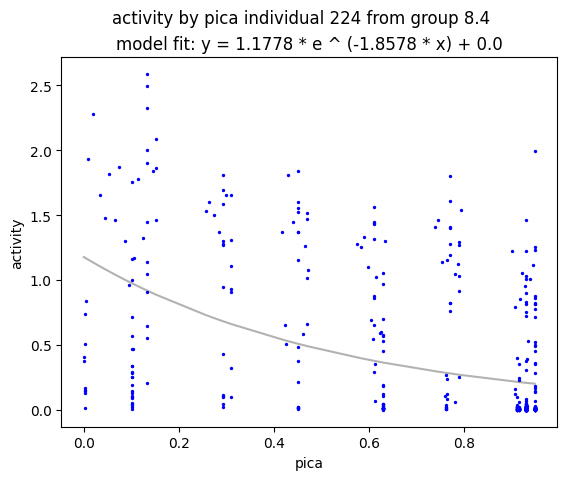 activity by pica individual 224 from group 8.4
model fit: y = 1.1778 * e ^ (-1.8578 * x) + 0.0
2.5
2.0
1.5
1.0
0.5
0.0
activity
0.0 0.2 0.4 0.6 0.8
pica